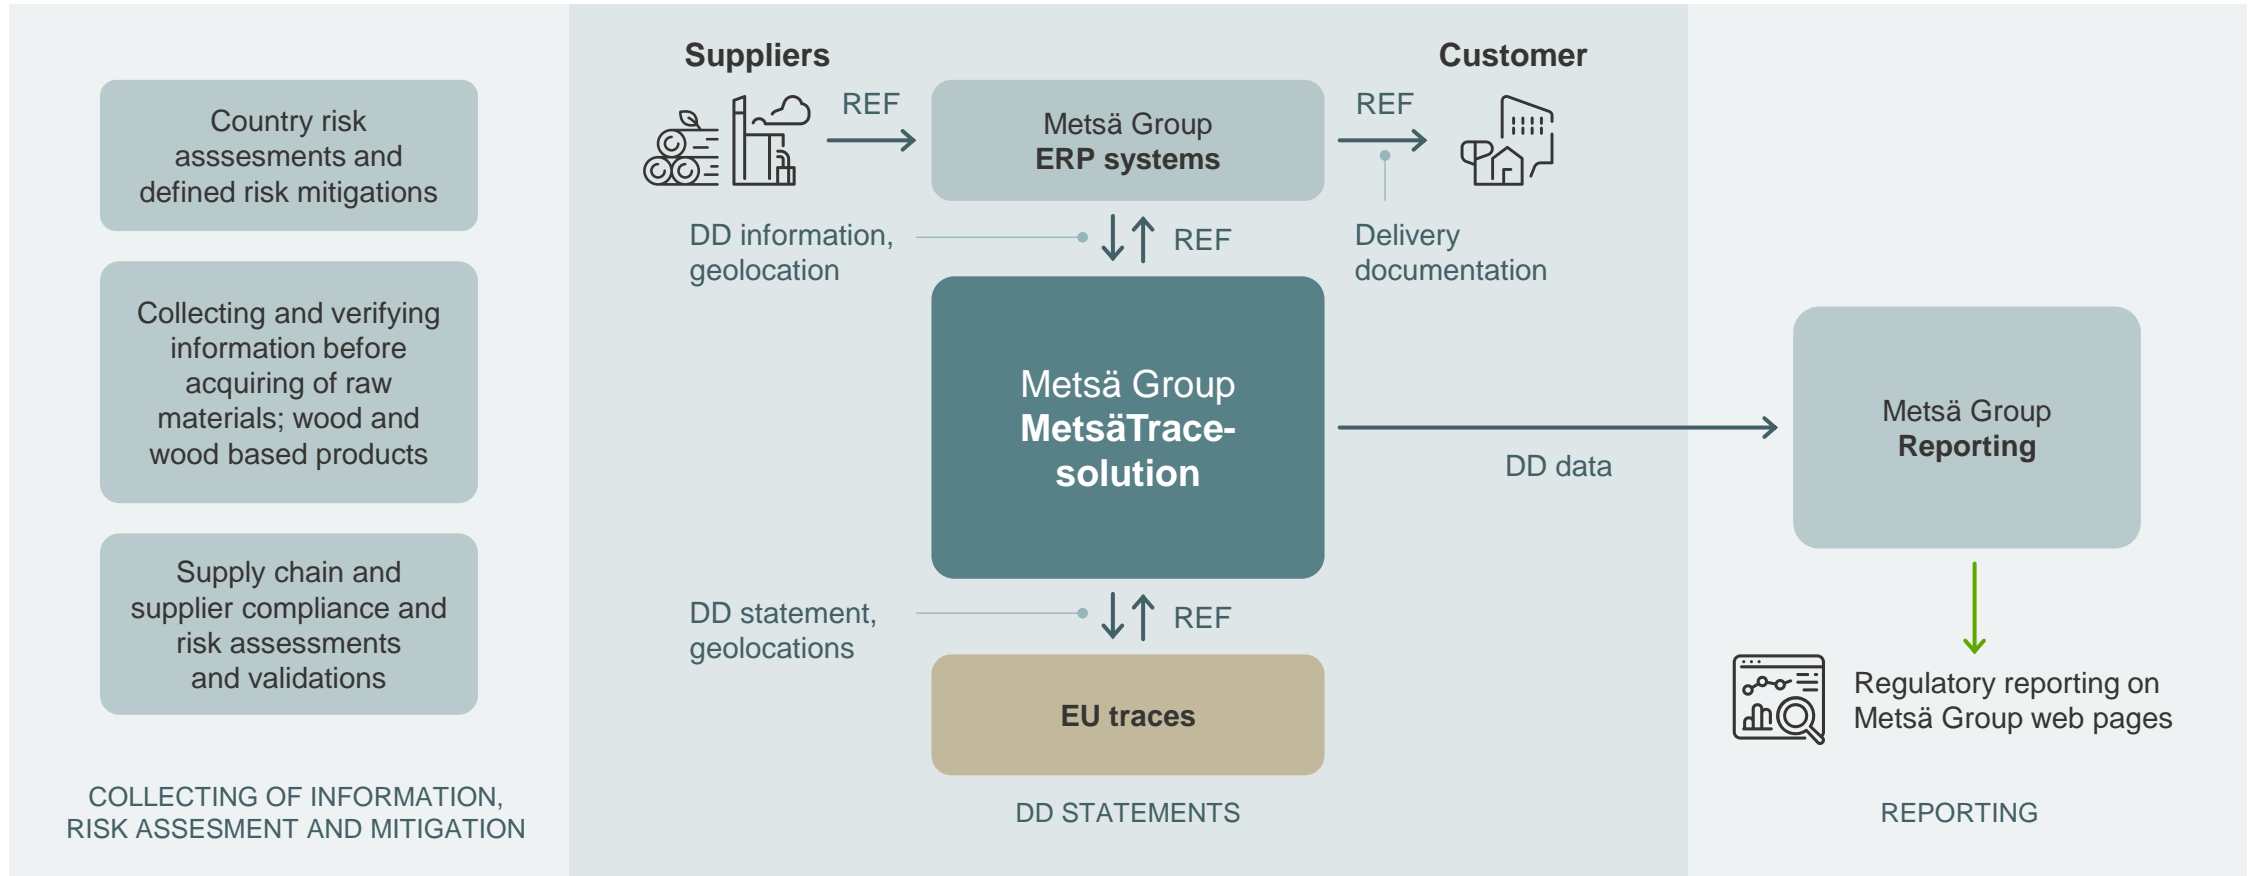 Country risk
asssesments and
defined risk mitigations
Collecting and verifying
information before
acquiring of raw
materials; wood and
wood based products
Supply chain and
supplier compliance and
risk assessments
and validations
COLLECTING OF INFORMATION,
RISK ASSESMENT AND MITIGATION
Suppliers
REF
Metsä Group
ERP systems
REF
Customer
DD information,
geolocation
REF
Delivery
documentation
Metsä Group
MetsäTrace-
solution
DD data
DD statement,
geolocations
REF
EU traces
DD STATEMENTS
Metsä Group
Reporting
Regulatory reporting on
Metsä Group web pages
REPORTING